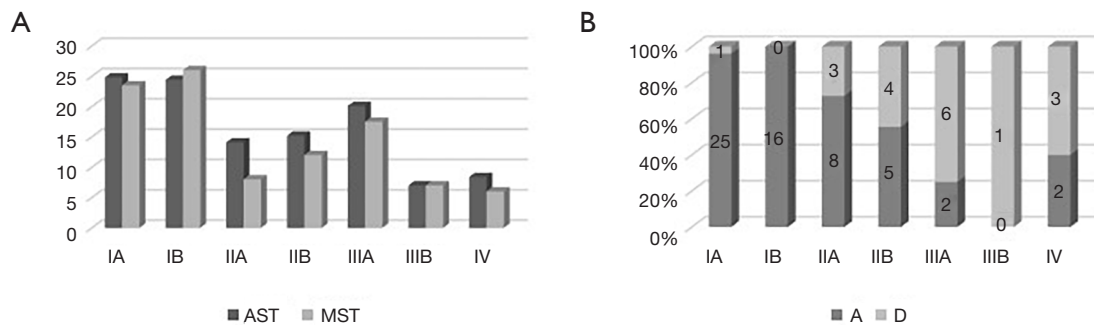 A
30
25
20
15
10
5
0
IA IB IIA IIB IIIA IIIB IV
AST MST
B
100%
80%
60%
40%
20%
0%
1 0 3 4 6 1 3
25 16 8 5 2 0 2
IA IB IIA IIB IIIA IIIB IV
A D